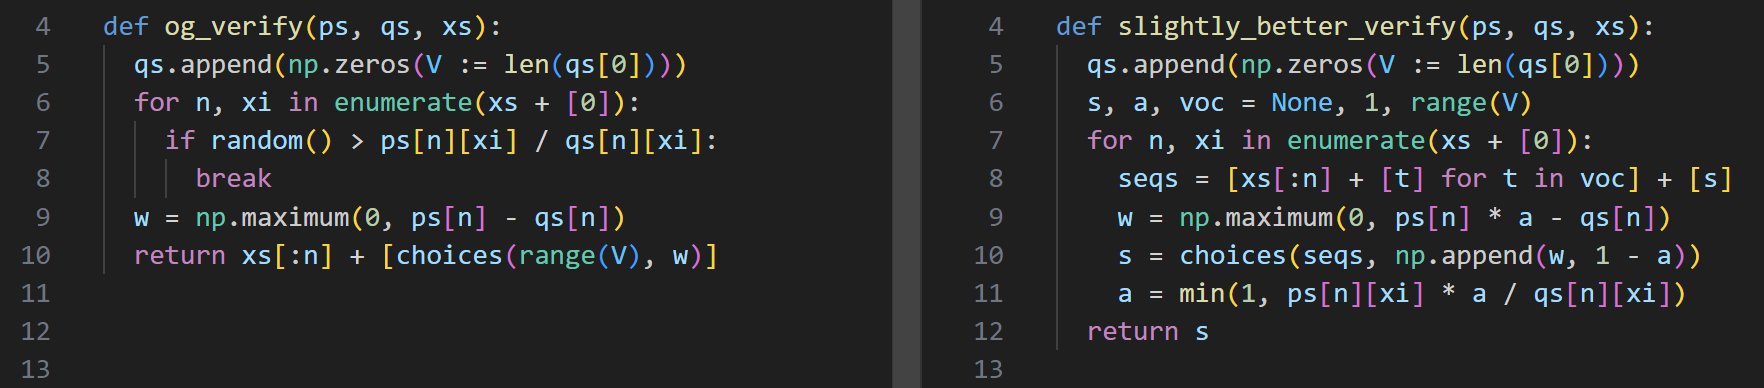 4 def og_verify(ps, qs, xs):
5 qs.append(np.zeros(V := len(qs[0])))
6 for n, xi in enumerate(xs + [0]):
7 if random() > ps[n][xi] / qs[n][xi]:
8 break
9 w = np.maximum(0, ps[n] - qs[n])
10 return xs[:n] + [choices(range(V), w)]
11
12
13
4 def slightly_better_verify(ps, qs, xs):
5 qs.append(np.zeros(V := len(qs[0])))
6 s, a, voc = None, 1, range(V)
7 for n, xi in enumerate(xs + [0]):
8 seqs = [xs[:n] + [t] for t in voc] + [s]
9 w = np.maximum(0, ps[n] * a - qs[n])
10 s = choices(seqs, np.append(w, 1 - a))
11 a = min(1, ps[n][xi] * a / qs[n][xi])
12 return s
13